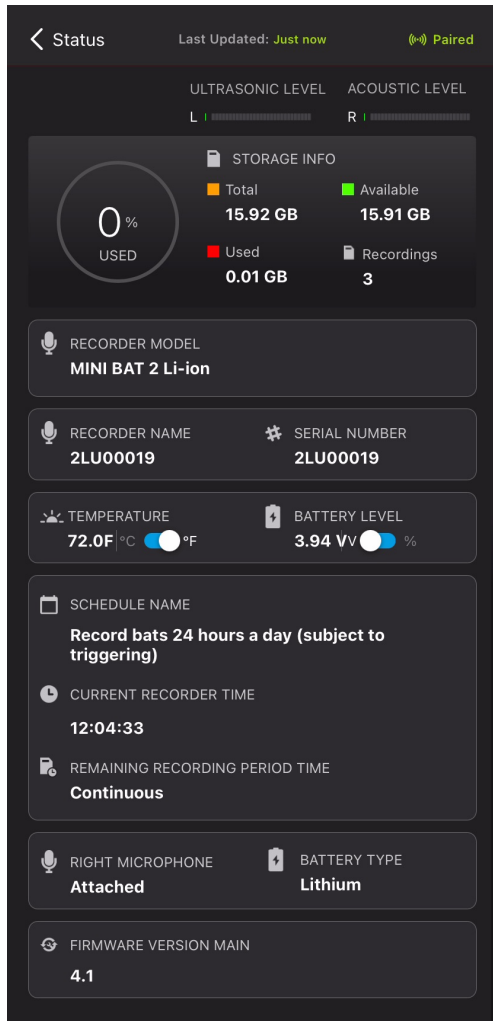 Status
Last Updated: Just now
Paired
ULTRASONIC LEVEL
ACOUSTIC LEVEL
L
R
STORAGE INFO
0 %
USED
Total
Available
15.92 GB
15.91 GB
Used
Recordings
0.01 GB
3
RECORDER MODEL
MINI BAT 2 Li-ion
RECORDER NAME
SERIAL NUMBER
2LU00019
2LU00019
TEMPERATURE
BATTERY LEVEL
72.0F °C °F
3.94 V V %
SCHEDULE NAME
Record bats 24 hours a day (subject to
triggering)
CURRENT RECORDER TIME
12:04:33
REMAINING RECORDING PERIOD TIME
Continuous
RIGHT MICROPHONE
BATTERY TYPE
Attached
Lithium
FIRMWARE VERSION MAIN
4.1